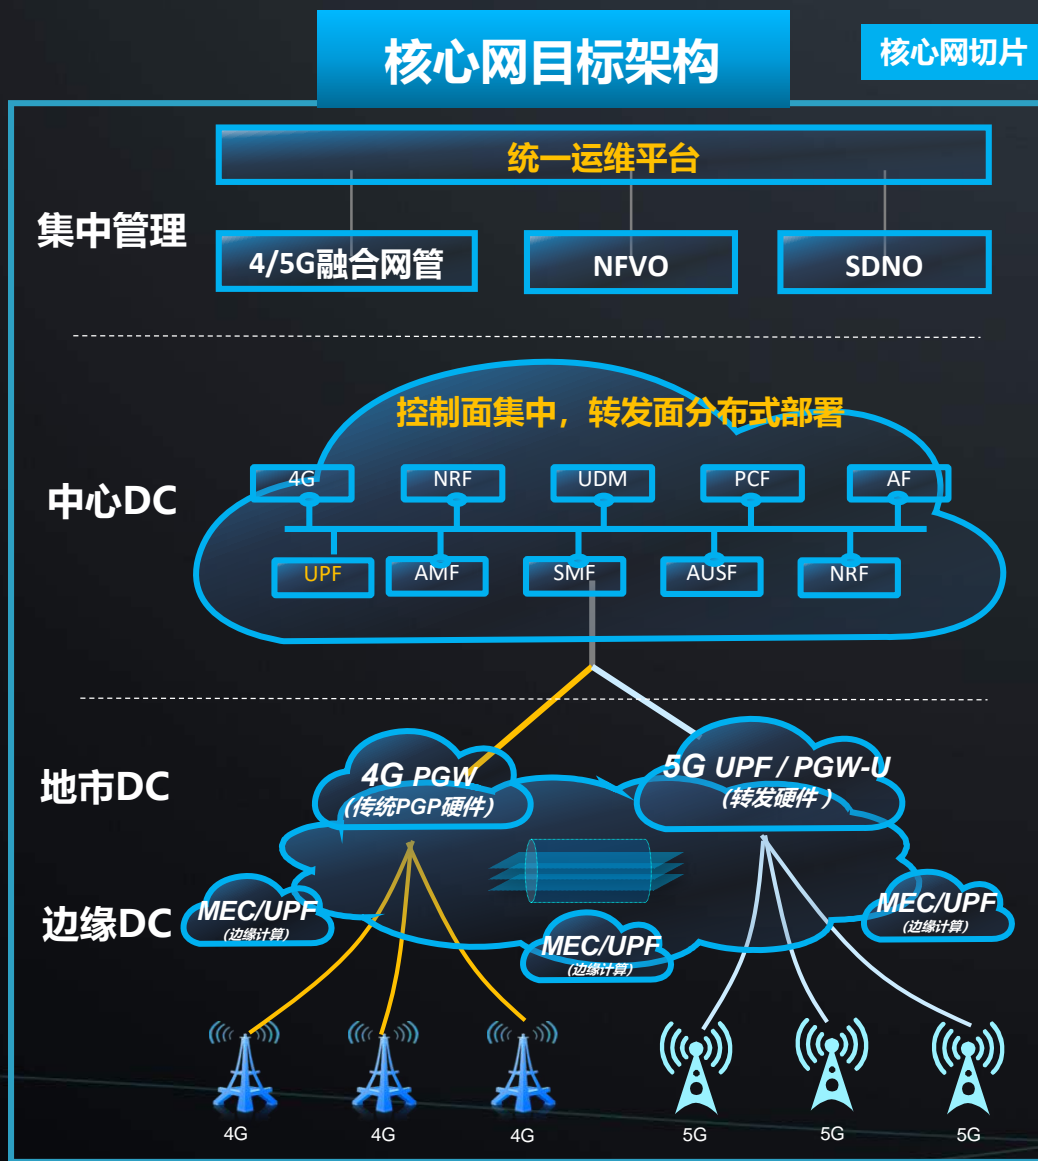 核心网目标架构
核心网切片
统一运维平台
集中管理
4/5G融合网管
NFVO
SDNO
控制面集中，转发面分布式部署
中心DC
4G
NRF
UDM
PCF
AF
UPF
AMF
SMF
AUSF
NRF
地市DC
4G PGW
(传统PGP硬件)
5G UPF / PGW-U
(转发硬件 )
边缘DC
MEC/UPF
(边缘计算)
MEC/UPF
(边缘计算)
MEC/UPF
(边缘计算)
4G
4G
4G
5G
5G
5G